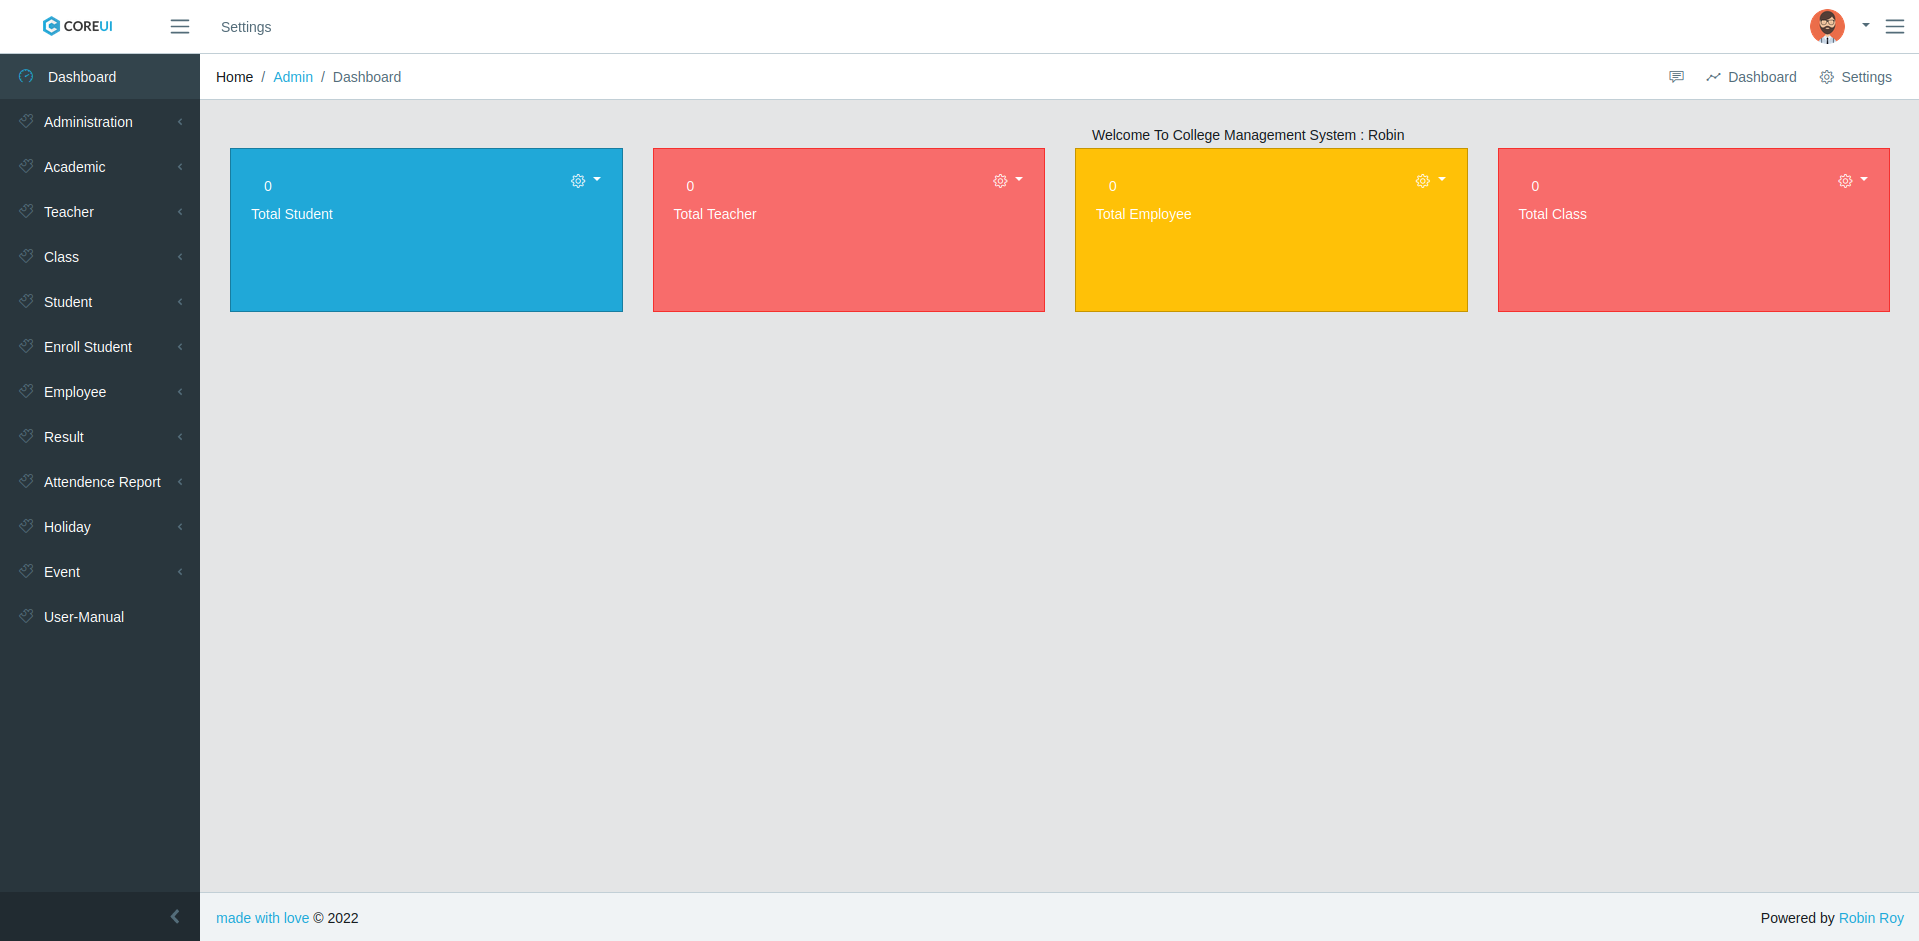 COREUI
Settings
Home / Admin / Dashboard
Dashboard
Settings
Dashboard
Administration
Academic
Teacher
Class
Student
Enroll Student
Employee
Result
Attendence Report
Holiday
Event
User-Manual
Welcome To College Management System : Robin
0
Total Student
0
Total Teacher
0
Total Employee
0
Total Class
made with love © 2022
Powered by Robin Roy